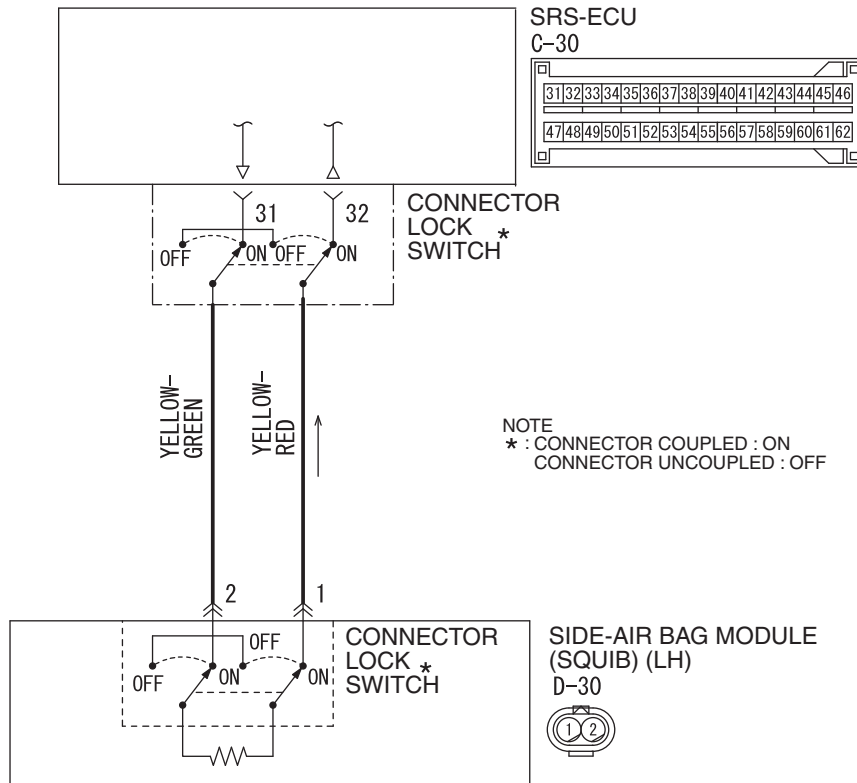 SRS-ECU
C-30
31 32 33 34 35 36 37 38 39 40 41 42 43 44 45 46
47 48 49 50 51 52 53 54 55 56 57 58 59 60 61 62
31
32
CONNECTOR
LOCK
SWITCH *
OFF
ON
OFF
ON
YELLOW-
GREEN
YELLOW-
RED
NOTE
* : CONNECTOR COUPLED : ON
CONNECTOR UNCOUPLED : OFF
2
1
OFF
ON
OFF
ON
CONNECTOR
LOCK *
SWITCH
SIDE-AIR BAG MODULE
(SQUIB) (LH)
D-30
1 2